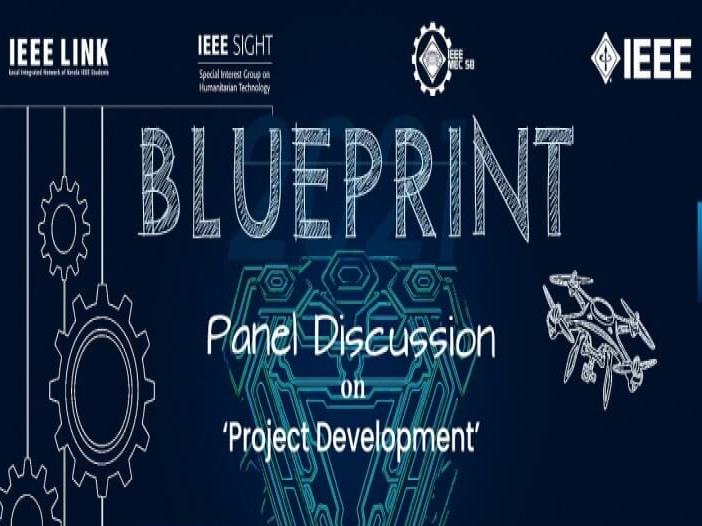 IEEE LINK
Local Integrated Network of Kerala IEEE Students
IEEE SIGHT
Special Interest Group on
Humanitarian Technology
IEEE
MEC SB
IEEE
2021
BLUEPRINT
Panel Discussion
on
'Project Development'